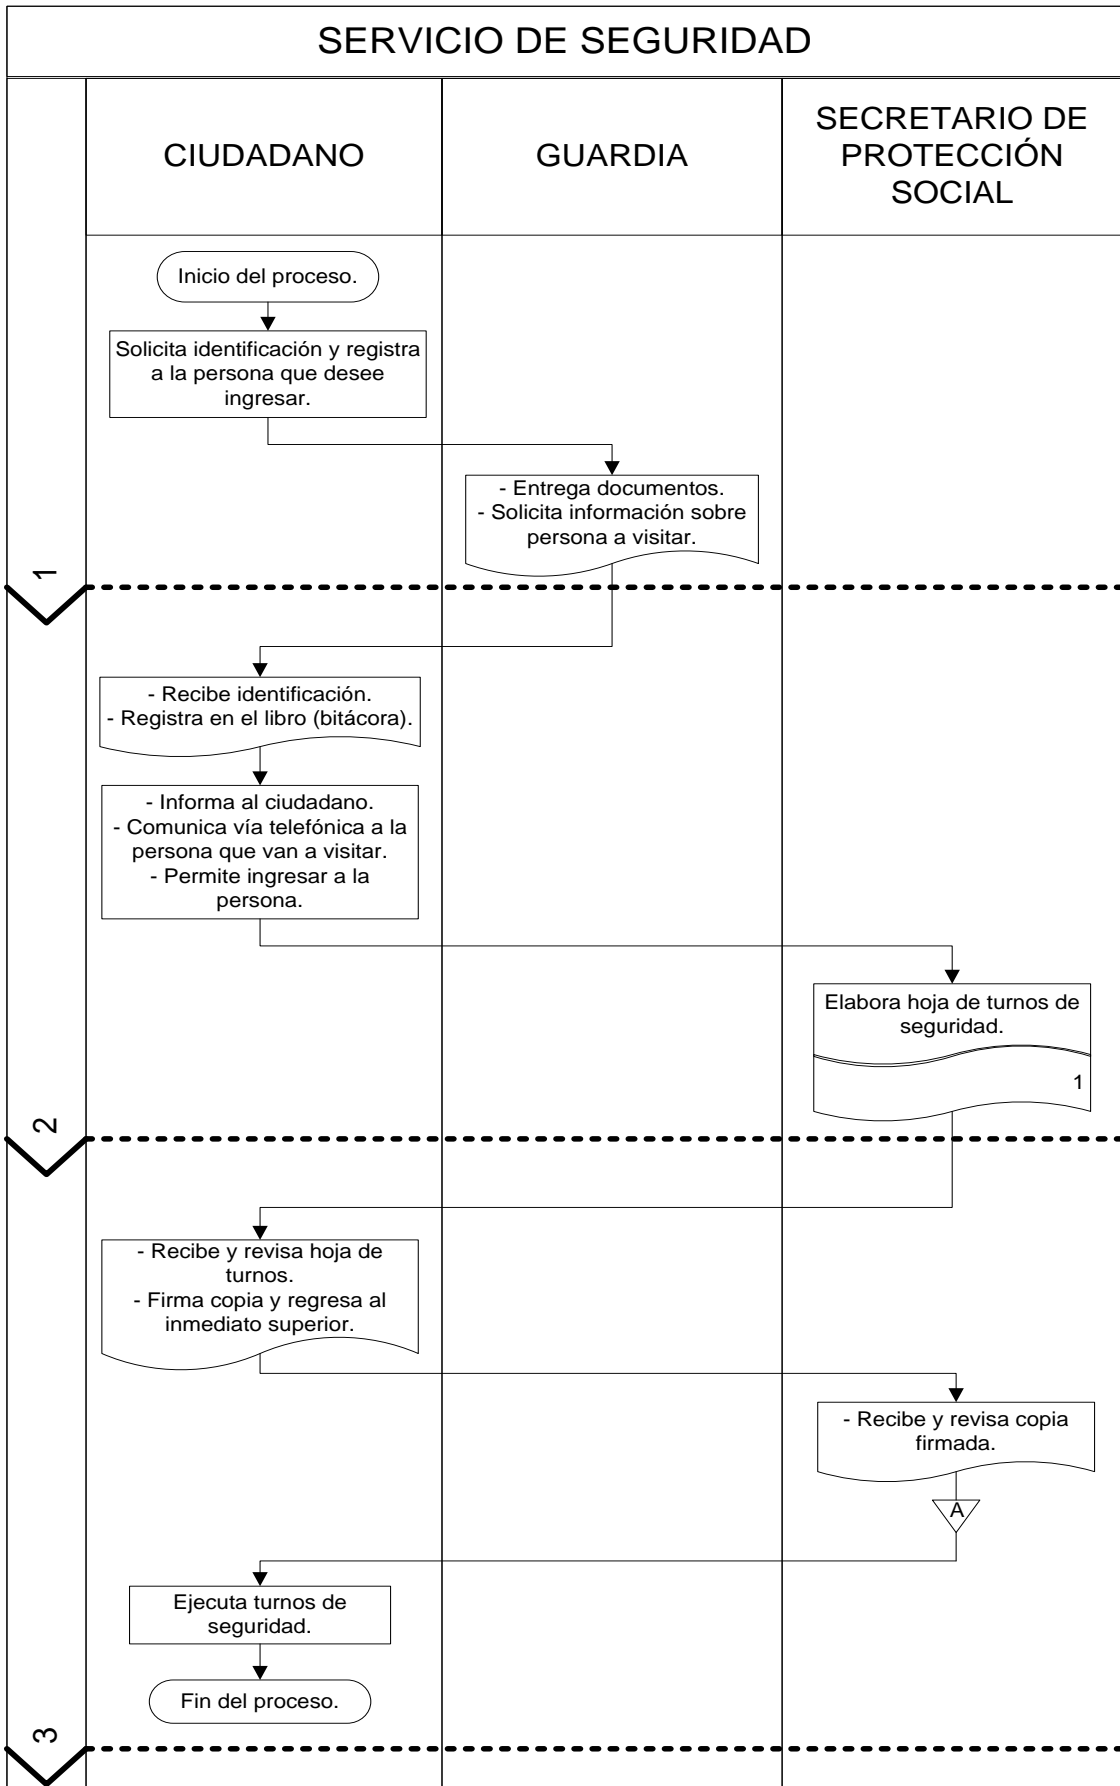 SERVICIO DE SEGURIDAD
CIUDADANO
GUARDIA
SECRETARIO DE
PROTECCIÓN
SOCIAL
Inicio del proceso.
Solicita identificación y registra
a la persona que desee
ingresar.
- Entrega documentos.
- Solicita información sobre
persona a visitar.
1
- Recibe identificación.
- Registra en el libro (bitácora).
- Informa al ciudadano.
- Comunica vía telefónica a la
persona que van a visitar.
- Permite ingresar a la
persona.
Elabora hoja de turnos de
seguridad.
1
2
- Recibe y revisa hoja de
turnos.
- Firma copia y regresa al
inmediato superior.
- Recibe y revisa copia
firmada.
A
Ejecuta turnos de
seguridad.
Fin del proceso.
3